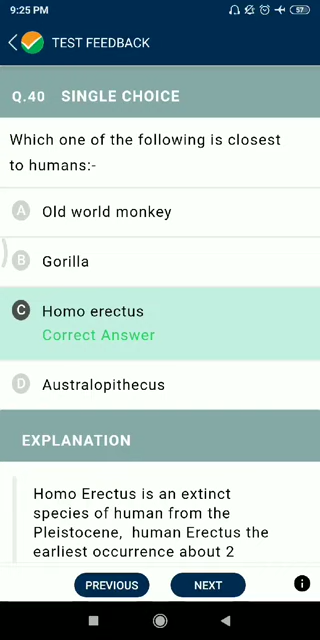 9:25 PM
57
TEST FEEDBACK
Q.40 SINGLE CHOICE
Which one of the following is closest
to humans:-
A Old world monkey
B Gorilla
C Homo erectus
Correct Answer
D Australopithecus
EXPLANATION
Homo Erectus is an extinct
species of human from the
Pleistocene, human Erectus the
earliest occurrence about 2
PREVIOUS
NEXT